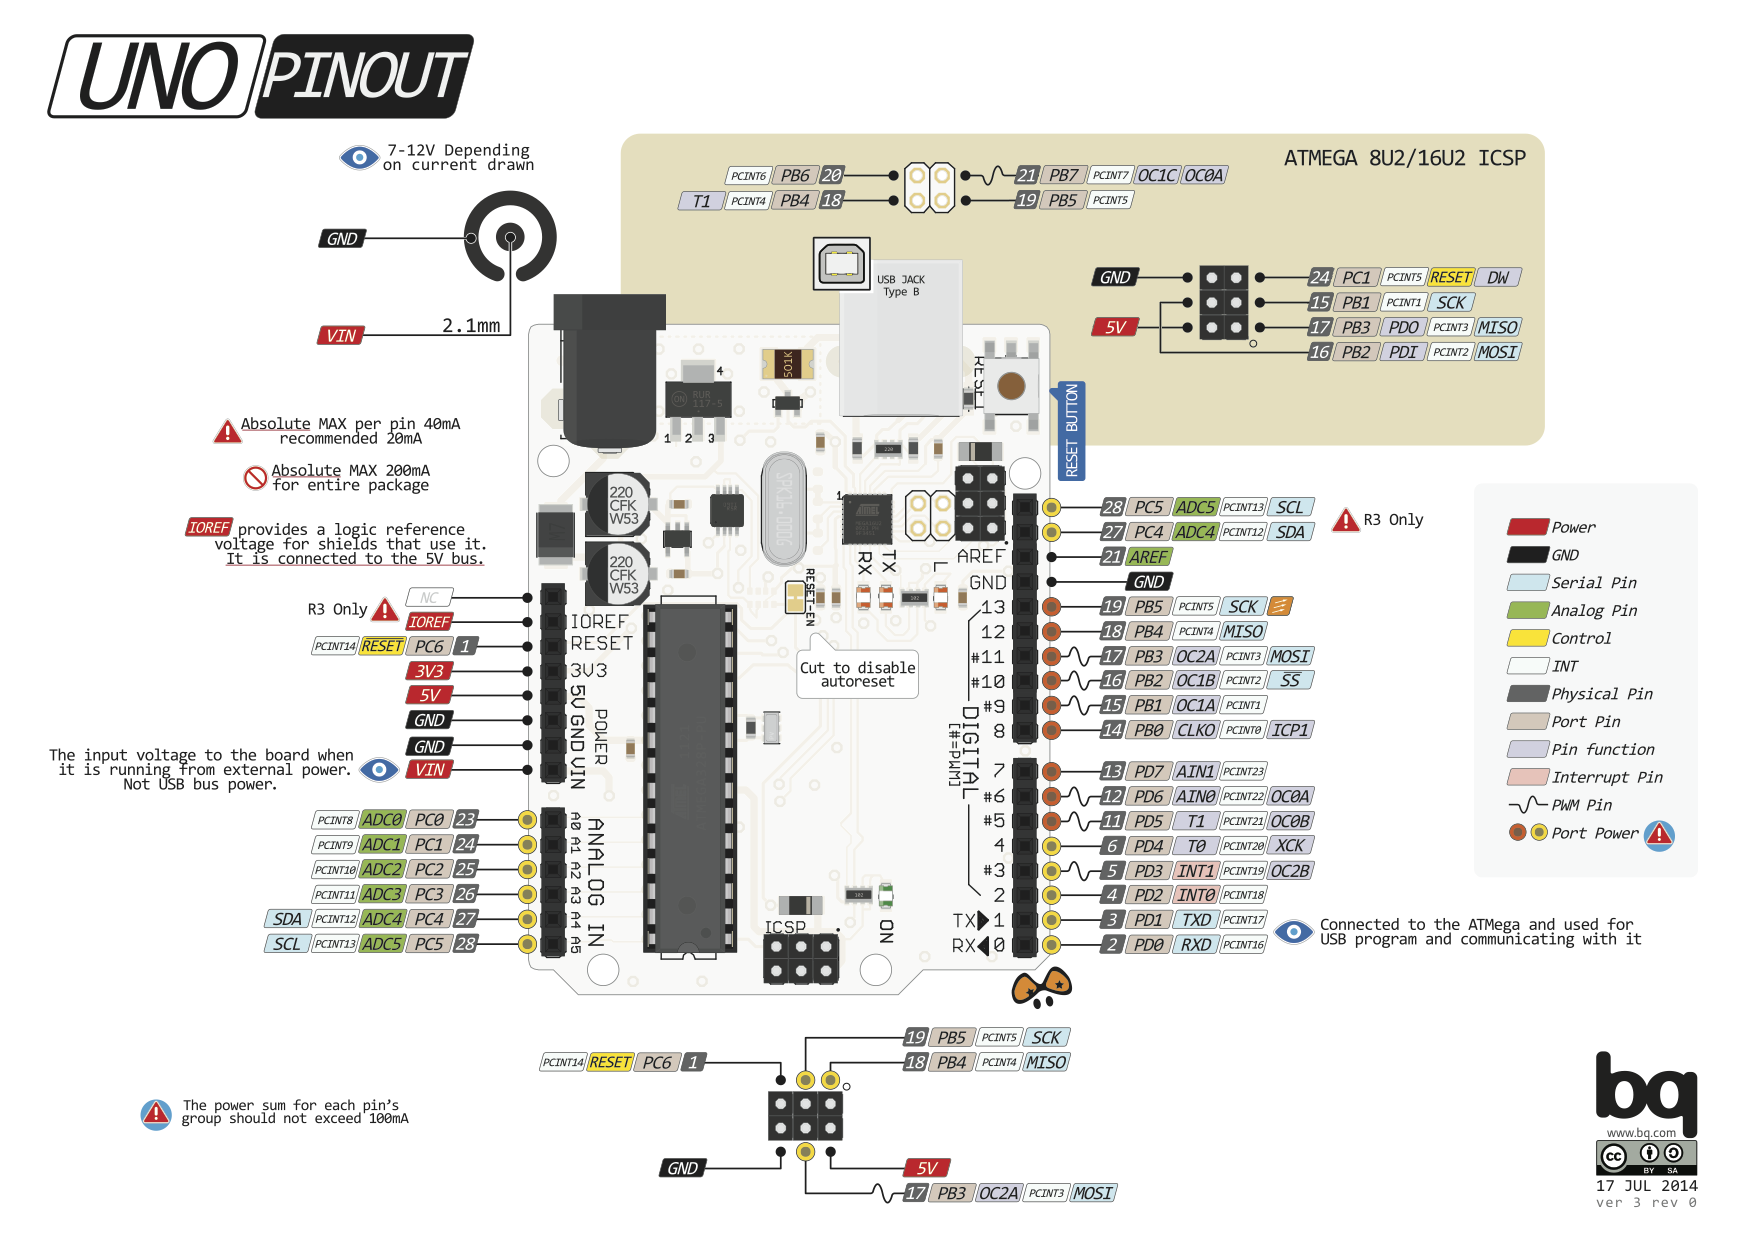 UNO PINOUT
7-12V Depending
on current drawn
GND
VIN
2.1mm
ATMEGA 8U2/16U2 ICSP
PCINT6 PB6 20
21 PB7 PCINT7 OC1C OC0A
T1 PCINT4 PB4 18
19 PB5 PCINT5
USB JACK
Type B
GND
24 PC1 PCINT5 RESET DW
15 PB1 PCINT1 SCK
5V
17 PB3 PDO PCINT3 MISO
16 PB2 PDI PCINT2 MOSI
RESET
RESET BUTTON
501K
4
ON
RUR
117-5
1 2 3
220
Absolute MAX per pin 40mA
recommended 20mA
Absolute MAX 200mA
for entire package
IOREF provides a logic reference
voltage for shields that use it.
It is connected to the 5V bus.
220
CFK
W53
220
CFK
W53
SPK16.000G
1
ATMEL
RX
TX
L
102
RESET-EN
Cut to disable
autoreset
R3 Only
NC
IOREF
PCINT14 RESET PC6 1
3V3
5V
GND
GND
VIN
The input voltage to the board when
it is running from external power.
Not USB bus power.
IOREF
RESET
3V3
5V
GND
VIN
POWER
PCINT8 ADC0 PC0 23
PCINT9 ADC1 PC1 24
PCINT10 ADC2 PC2 25
PCINT11 ADC3 PC3 26
SDA PCINT12 ADC4 PC4 27
SCL PCINT13 ADC5 PC5 28
A0
A1
A2
A3
A4
A5
ANALOG IN
AREF
GND
13
12
#11
#10
#9
8
7
#6
#5
4
#3
2
TX 1
RX 0
DIGITAL
[#=PWM]
28 PC5 ADC5 PCINT13 SCL
27 PC4 ADC4 PCINT12 SDA
R3 Only
21 AREF
GND
19 PB5 PCINT5 SCK
18 PB4 PCINT4 MISO
17 PB3 OC2A PCINT3 MOSI
16 PB2 OC1B PCINT2 SS
15 PB1 OC1A PCINT1
14 PB0 CLKO PCINT0 ICP1
13 PD7 AIN1 PCINT23
12 PD6 AIN0 PCINT22 OC0A
11 PD5 T1 PCINT21 OC0B
6 PD4 T0 PCINT20 XCK
5 PD3 INT1 PCINT19 OC2B
4 PD2 INT0 PCINT18
3 PD1 TXD PCINT17
2 PD0 RXD PCINT16
Connected to the ATMega and used for
USB program and communicating with it
Power
GND
Serial Pin
Analog Pin
Control
INT
Physical Pin
Port Pin
Pin function
Interrupt Pin
PWM Pin
Port Power
102
ON
ICSP
19 PB5 PCINT5 SCK
PCINT14 RESET PC6 1
18 PB4 PCINT4 MISO
GND
5V
17 PB3 OC2A PCINT3 MOSI
The power sum for each pin's
group should not exceed 100mA
bq
www.bq.com
cc BY SA
17 JUL 2014
ver 3 rev 0